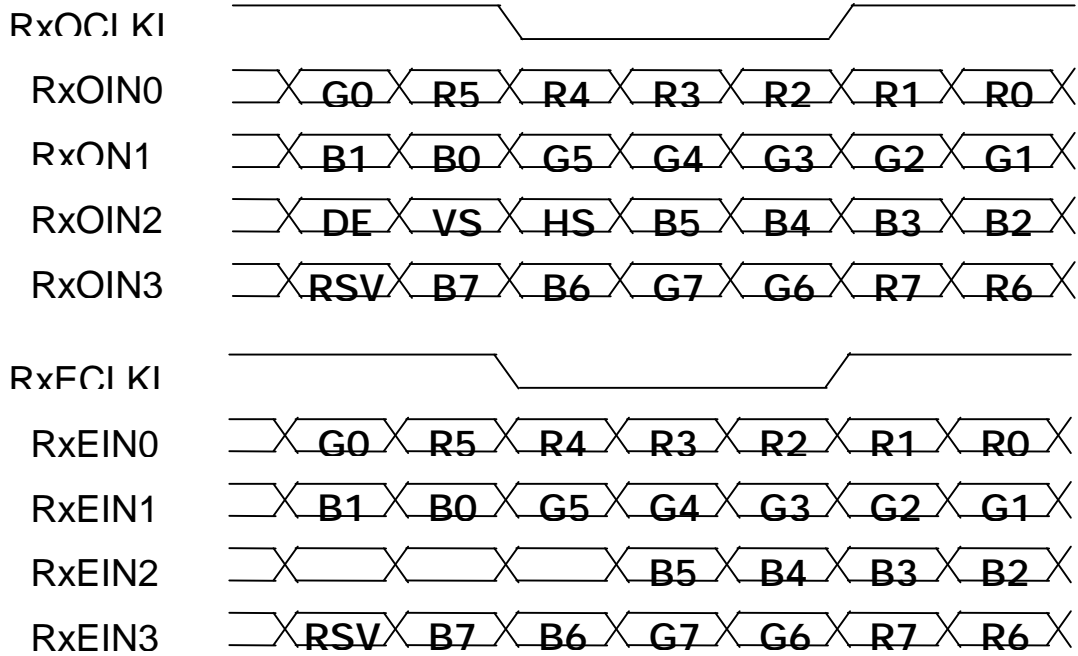 RxOCLKI
RxOIN0 G0 R5 R4 R3 R2 R1 R0
RxON1 B1 B0 G5 G4 G3 G2 G1
RxOIN2 DE VS HS B5 B4 B3 B2
RxOIN3 RSV B7 B6 G7 G6 R7 R6
RxECLKI
RxEIN0 G0 R5 R4 R3 R2 R1 R0
RxEIN1 B1 B0 G5 G4 G3 G2 G1
RxEIN2 B5 B4 B3 B2
RxEIN3 RSV B7 B6 G7 G6 R7 R6